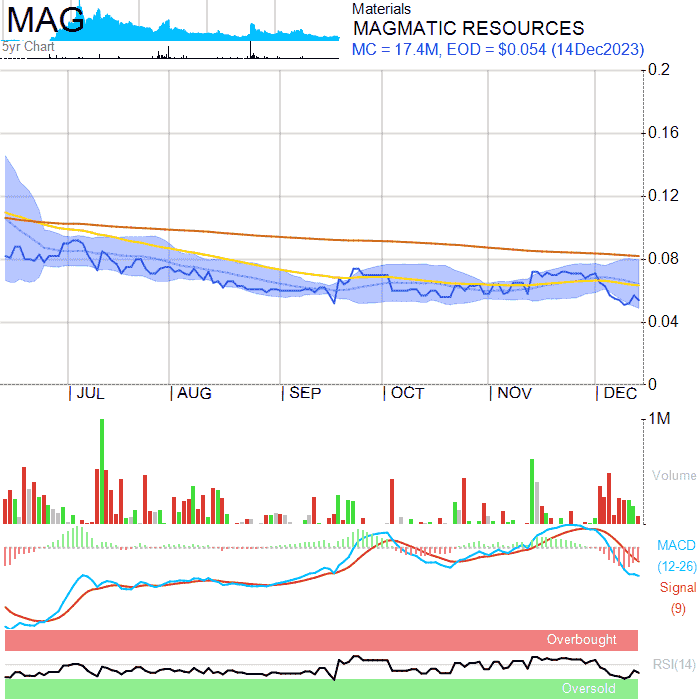 MAG
5yr Chart
Materials
MAGMATIC RESOURCES
MC = 17.4M, EOD = $0.054 (14Dec2023)
0.2
0.16
0.12
0.08
0.04
0
JUL AUG SEP OCT NOV DEC
1M
Volume
MACD
(12-26)
Signal
(9)
Overbought
RSI(14)
Oversold